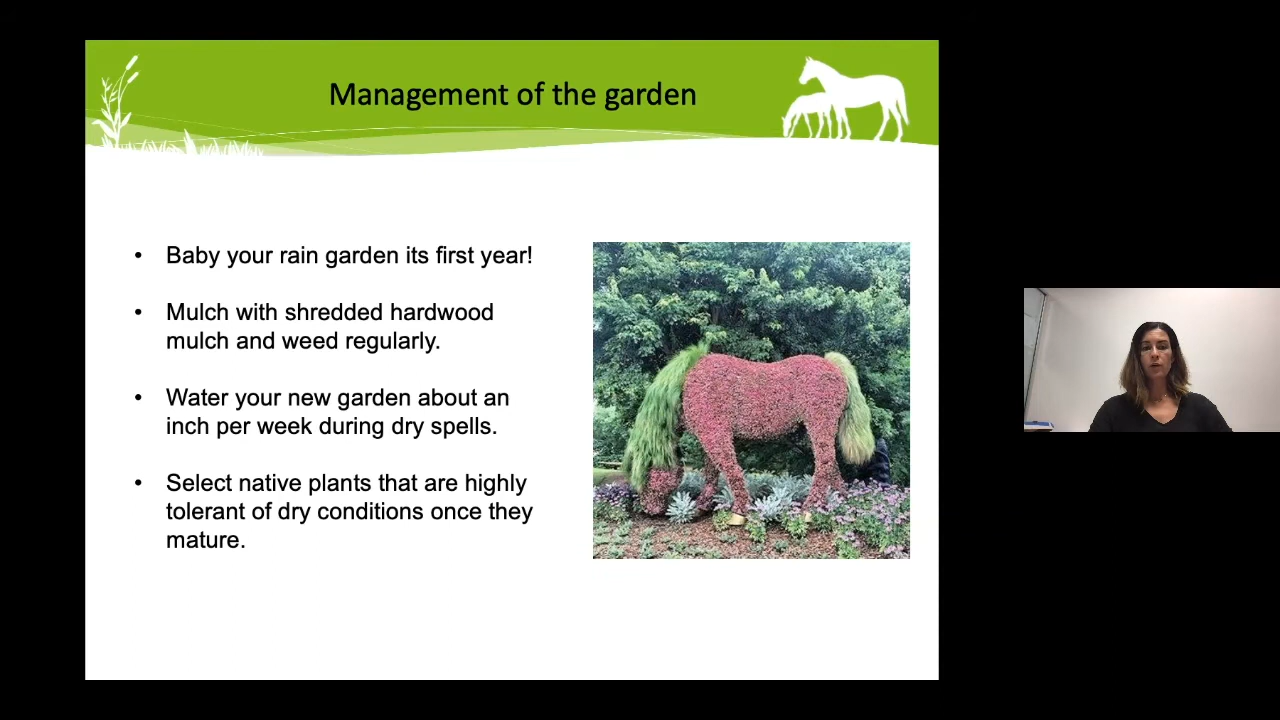 Management of the garden
• Baby your rain garden its first year!
• Mulch with shredded hardwood
mulch and weed regularly.
• Water your new garden about an
inch per week during dry spells.
• Select native plants that are highly
tolerant of dry conditions once they
mature.